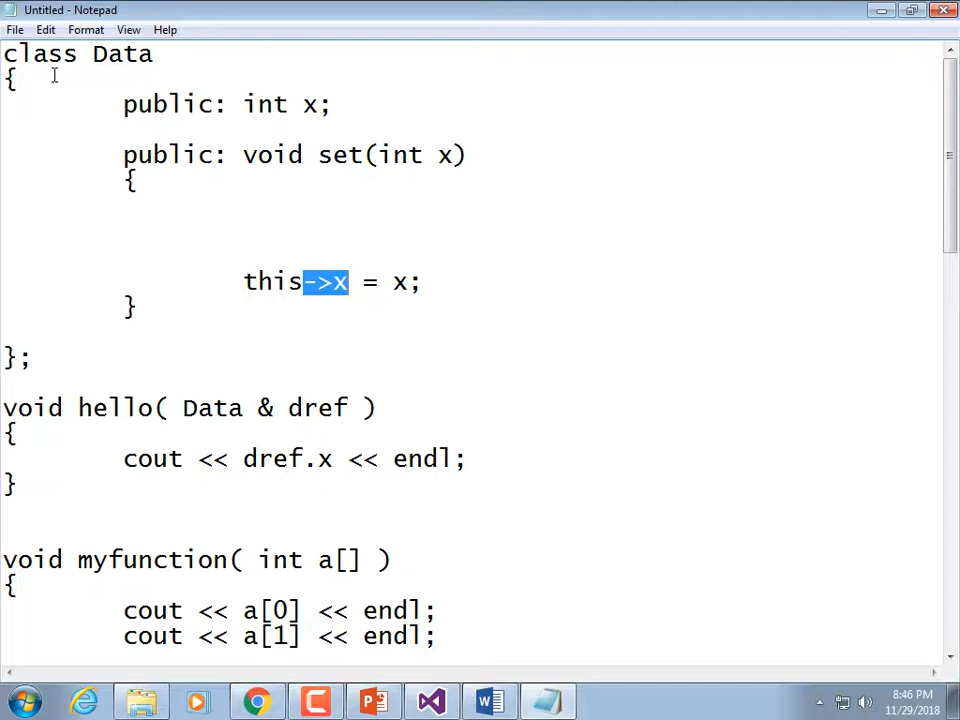 Untitled - Notepad
File Edit Format View Help
class Data
{
public: int x;
public: void set(int x)
{
this->x = x;
}
};
void hello( Data & dref )
{
cout << dref.x << endl;
}
void myfunction( int a[] )
{
cout << a[0] << endl;
cout << a[1] << endl;
8:46 PM
11/29/2018